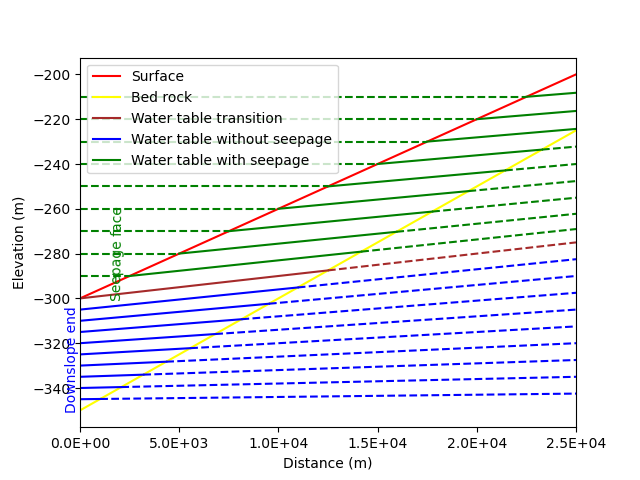 Surface
Bed rock
Water table transition
Water table without seepage
Water table with seepage
−200
−220
−240
−260
−280
−300
−320
−340
Elevation (m)
Seepage face
Downslope end
0.0E+00
5.0E+03
1.0E+04
1.5E+04
2.0E+04
2.5E+04
Distance (m)